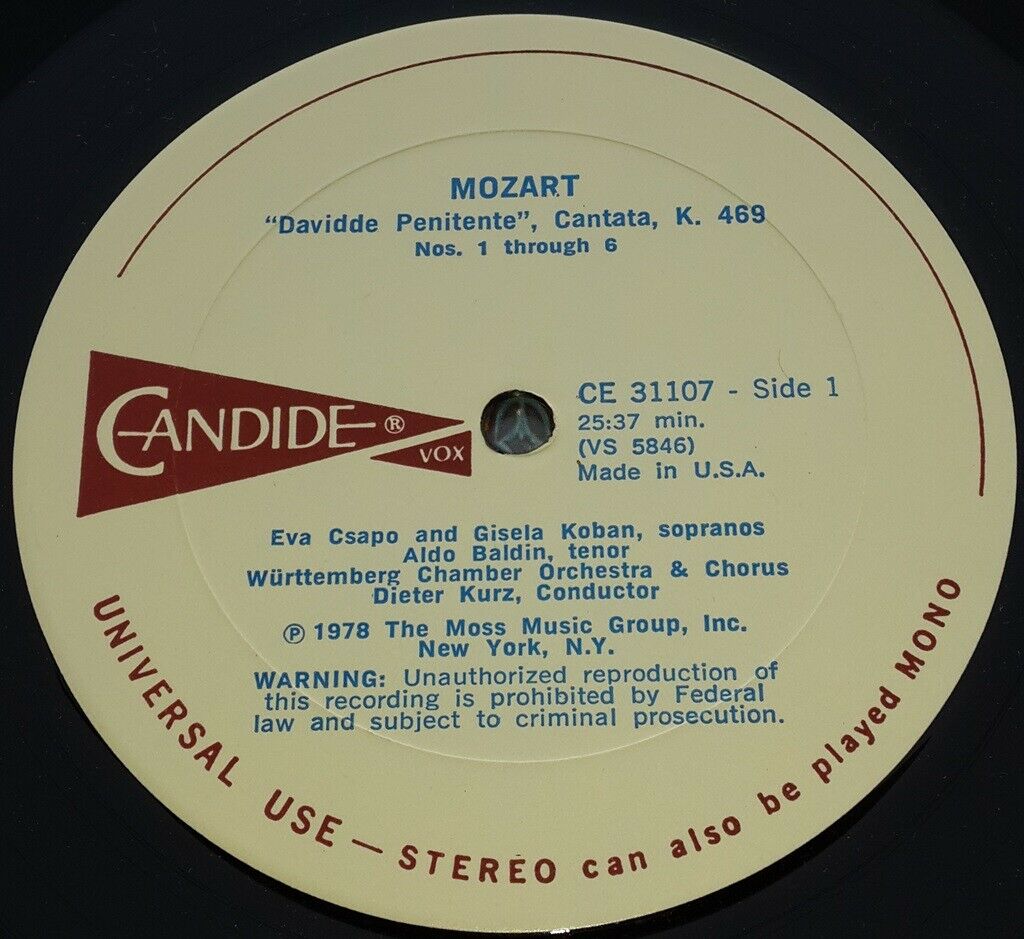 MOZART
“Davidde Penitente”, Cantata, K. 469
Nos. 1 through 6
CANDIDE ®
VOX
CE 31107 - Side 1
25:37 min.
(VS 5846)
Made in U.S.A.
Eva Csapo and Gisela Koban, sopranos
Aldo Baldin, tenor
Württemberg Chamber Orchestra & Chorus
Dieter Kurz, Conductor
℗ 1978 The Moss Music Group, Inc.
New York, N.Y.
WARNING: Unauthorized reproduction of
this recording is prohibited by Federal
law and subject to criminal prosecution.
UNIVERSAL USE — STEREO can also be played MONO